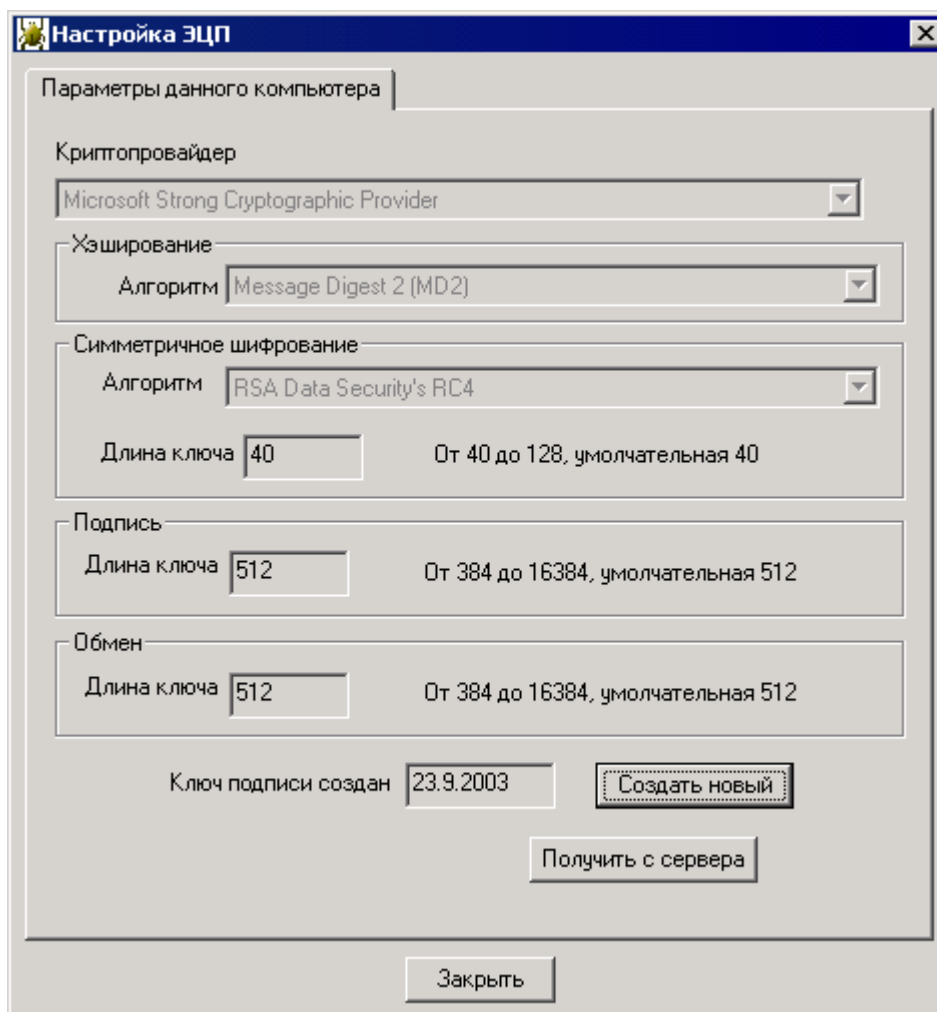 Настройка ЭЦП
Параметры данного компьютера
Криптопровайдер
Microsoft Strong Cryptographic Provider
Хэширование
Алгоритм Message Digest 2 (MD2)
Симметричное шифрование
Алгоритм RSA Data Security's RC4
Длина ключа 40 От 40 до 128, умолчательная 40
Подпись
Длина ключа 512 От 384 до 16384, умолчательная 512
Обмен
Длина ключа 512 От 384 до 16384, умолчательная 512
Ключ подписи создан 23.9.2003 Создать новый
Получить с сервера
Закрыть